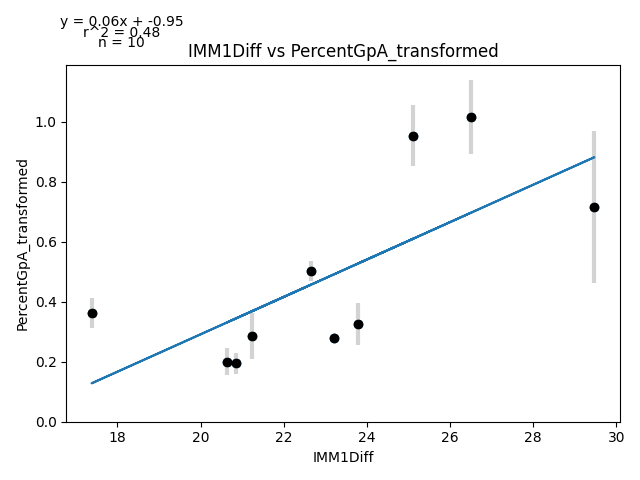 y = 0.06x + -0.95
r^2 = 0.48
n = 10
IMM1Diff vs PercentGpA_transformed
PercentGpA_transformed
1.0
0.8
0.6
0.4
0.2
0.0
18 20 22 24 26 28 30
IMM1Diff